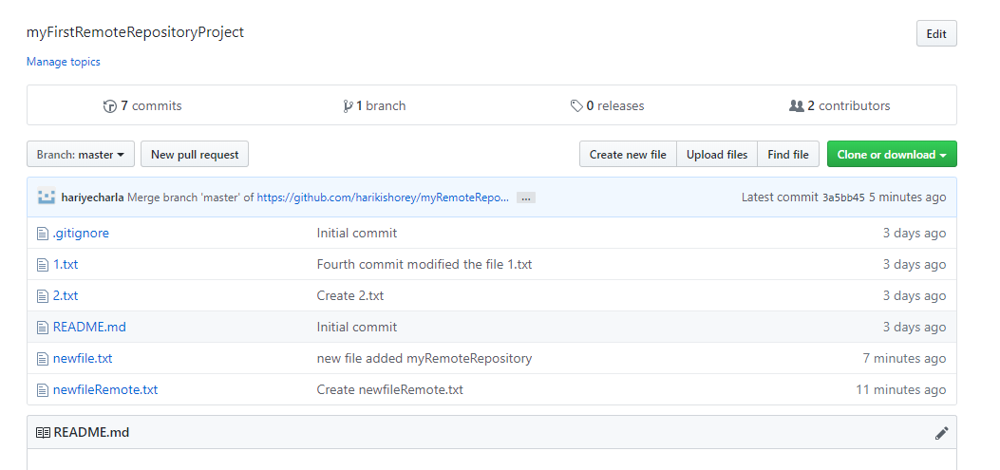 myFirstRemoteRepositoryProject
Edit
Manage topics
7 commits 1 branch 0 releases 2 contributors
Branch: master New pull request Create new file Upload files Find file Clone or download
hariyecharla Merge branch 'master' of https://github.com/harikishorey/myRemoteRepo... ... Latest commit 3a5bb45 5 minutes ago
.gitignore Initial commit 3 days ago
1.txt Fourth commit modified the file 1.txt 3 days ago
2.txt Create 2.txt 3 days ago
README.md Initial commit 3 days ago
newfile.txt new file added myRemoteRepository 7 minutes ago
newfileRemote.txt Create newfileRemote.txt 11 minutes ago
README.md